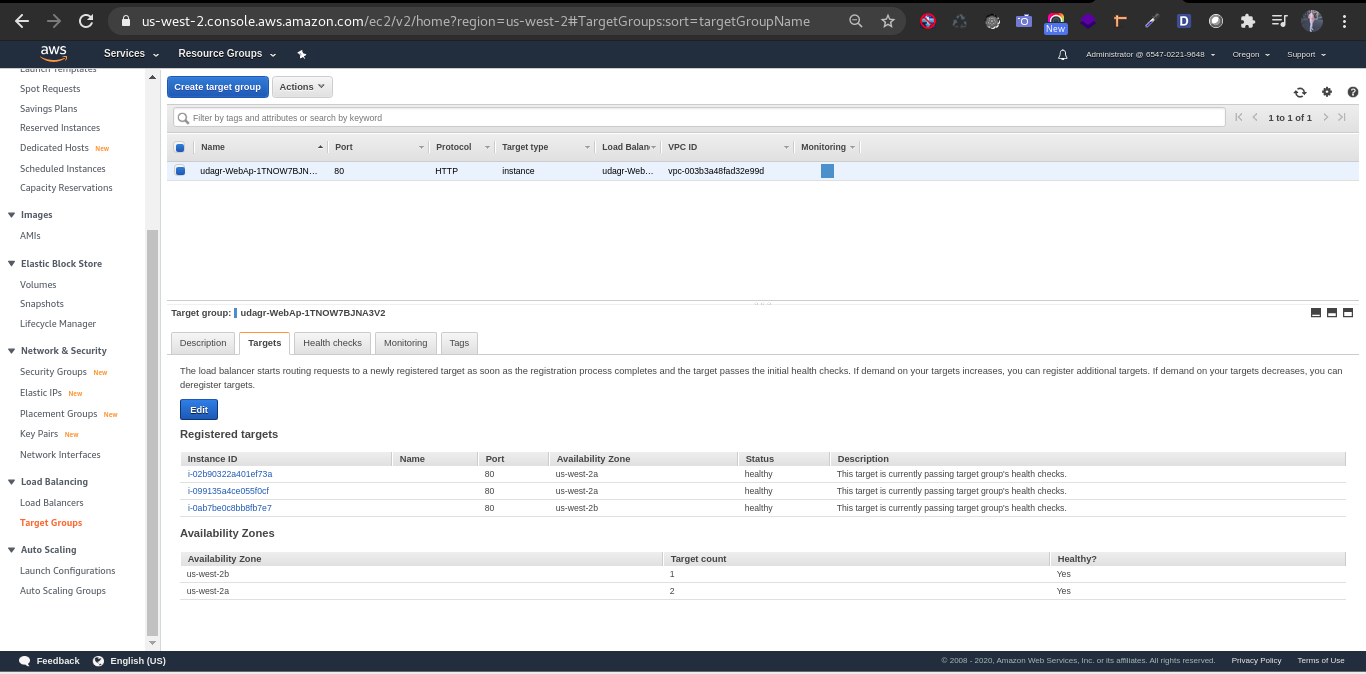 us-west-2.console.aws.amazon.com/ec2/v2/home?region=us-west-2#TargetGroups:sort=targetGroupName
New
D
aws Services Resource Groups Administrator @ 6547-0221-9648 Oregon Support
Launch Templates
Spot Requests
Savings Plans
Reserved Instances
Dedicated Hosts New
Scheduled Instances
Capacity Reservations
Images
AMIs
Elastic Block Store
Volumes
Snapshots
Lifecycle Manager
Network & Security
Security Groups New
Elastic IPs New
Placement Groups New
Key Pairs New
Network Interfaces
Load Balancing
Load Balancers
Target Groups
Auto Scaling
Launch Configurations
Auto Scaling Groups
Create target group Actions
Filter by tags and attributes or search by keyword 1 to 1 of 1
Name Port Protocol Target type Load Balan VPC ID Monitoring
udagr-WebAp-1TNOW7BJN... 80 HTTP instance udagr-Web... vpc-003b3a48fad32e99d
Target group: udagr-WebAp-1TNOW7BJNA3V2
Description Targets Health checks Monitoring Tags
The load balancer starts routing requests to a newly registered target as soon as the registration process completes and the target passes the initial health checks. If demand on your targets increases, you can register additional targets. If demand on your targets decreases, you can
deregister targets.
Edit
Registered targets
Instance ID Name Port Availability Zone Status Description
i-02b90322a401ef73a 80 us-west-2a healthy This target is currently passing target group's health checks.
i-099135a4ce055f0cf 80 us-west-2a healthy This target is currently passing target group's health checks.
i-0ab7be0c8bb8fb7e7 80 us-west-2b healthy This target is currently passing target group's health checks.
Availability Zones
Availability Zone Target count Healthy?
us-west-2b 1 Yes
us-west-2a 2 Yes
Feedback English (US) © 2008 - 2020, Amazon Web Services, Inc. or its affiliates. All rights reserved. Privacy Policy Terms of Use